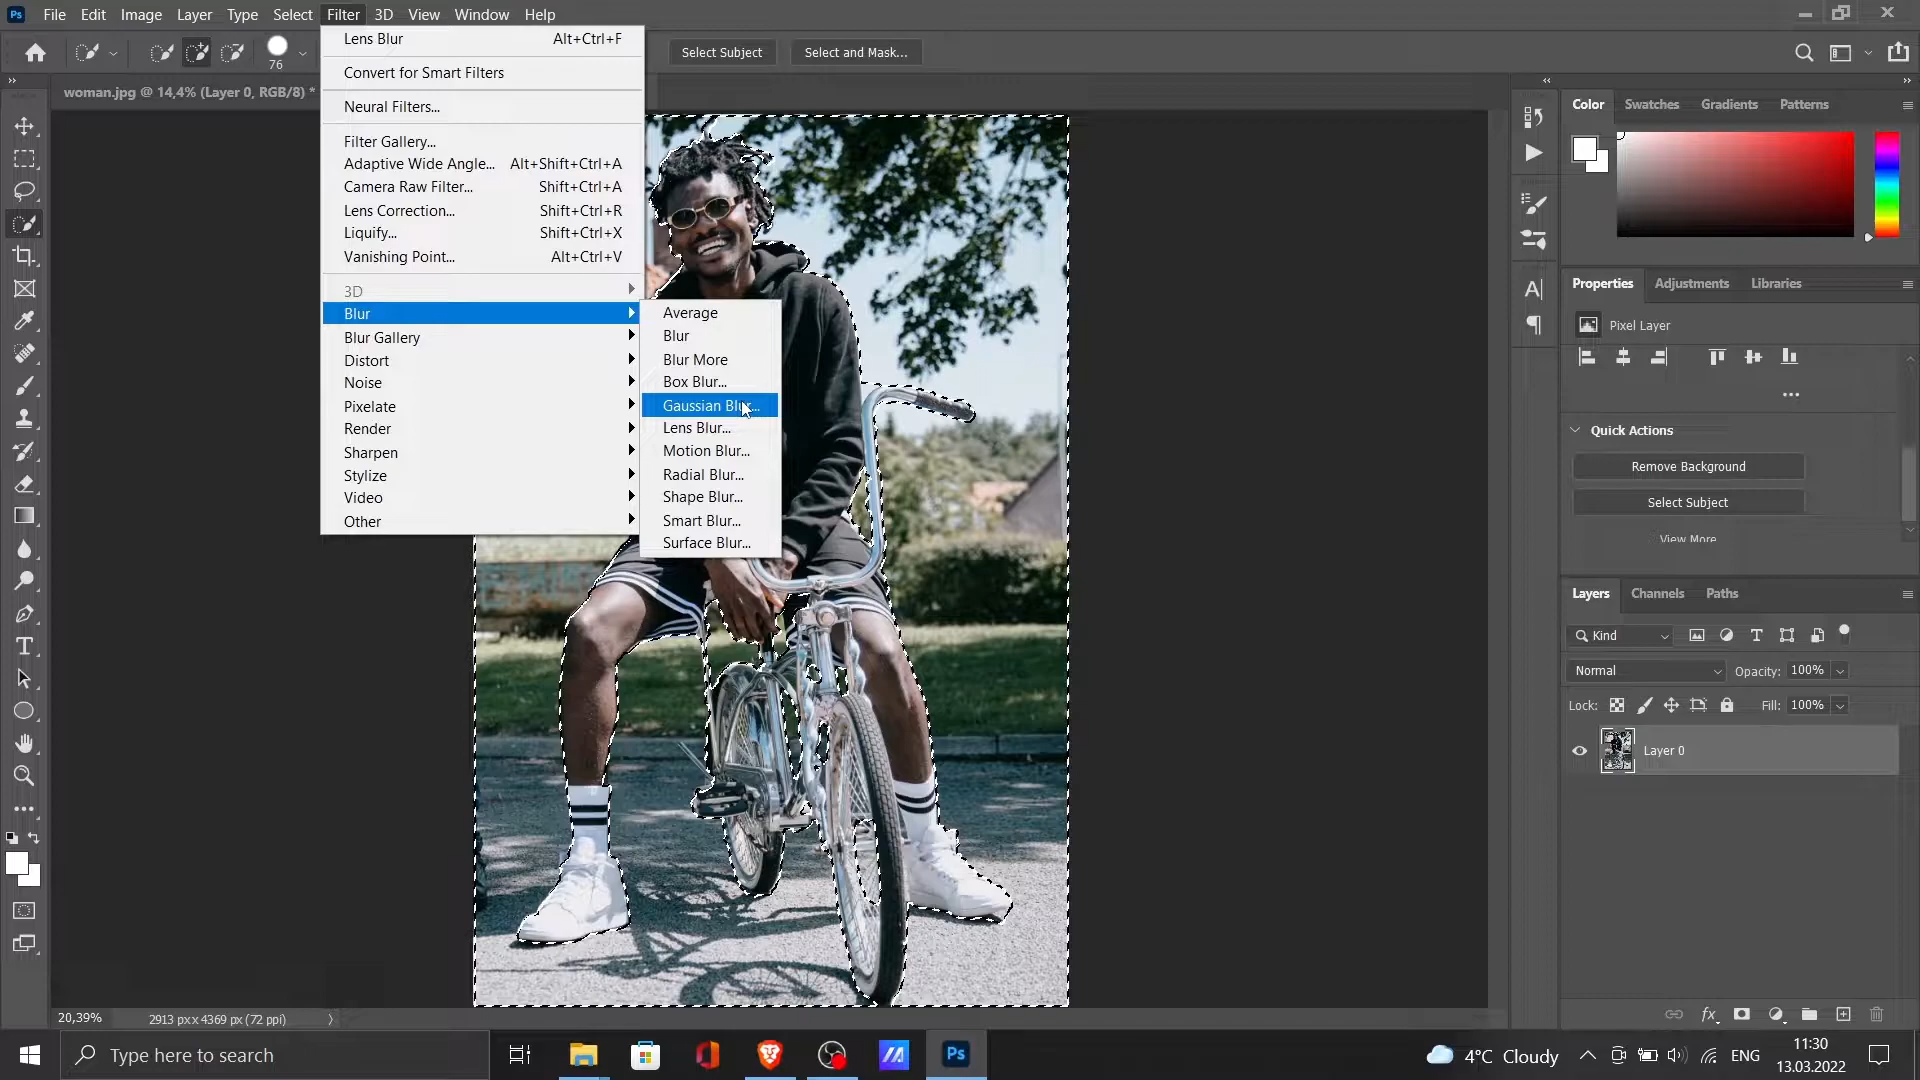 Ps File Edit Image Layer Type Select Filter 3D View Window Help
76 Select Subject Select and Mask...
woman.jpg @ 14,4% (Layer 0, RGB/8) *
Lens Blur Alt+Ctrl+F
Convert for Smart Filters
Neural Filters...
Filter Gallery...
Adaptive Wide Angle... Alt+Shift+Ctrl+A
Camera Raw Filter... Shift+Ctrl+A
Lens Correction... Shift+Ctrl+R
Liquify... Shift+Ctrl+X
Vanishing Point... Alt+Ctrl+V
3D
Blur
Blur Gallery
Distort
Noise
Pixelate
Render
Sharpen
Stylize
Video
Other
Average
Blur
Blur More
Box Blur...
Gaussian Blur...
Lens Blur...
Motion Blur...
Radial Blur...
Shape Blur...
Smart Blur...
Surface Blur...
Color Swatches Gradients Patterns
Properties Adjustments Libraries
Pixel Layer
Quick Actions
Remove Background
Select Subject
View More
Layers Channels Paths
Kind
Normal Opacity: 100%
Lock: Fill: 100%
Layer 0
fx
20,39% 2913 px x 4369 px (72 ppi)
Type here to search
Ps
4°C Cloudy
ENG
11:30
13.03.2022